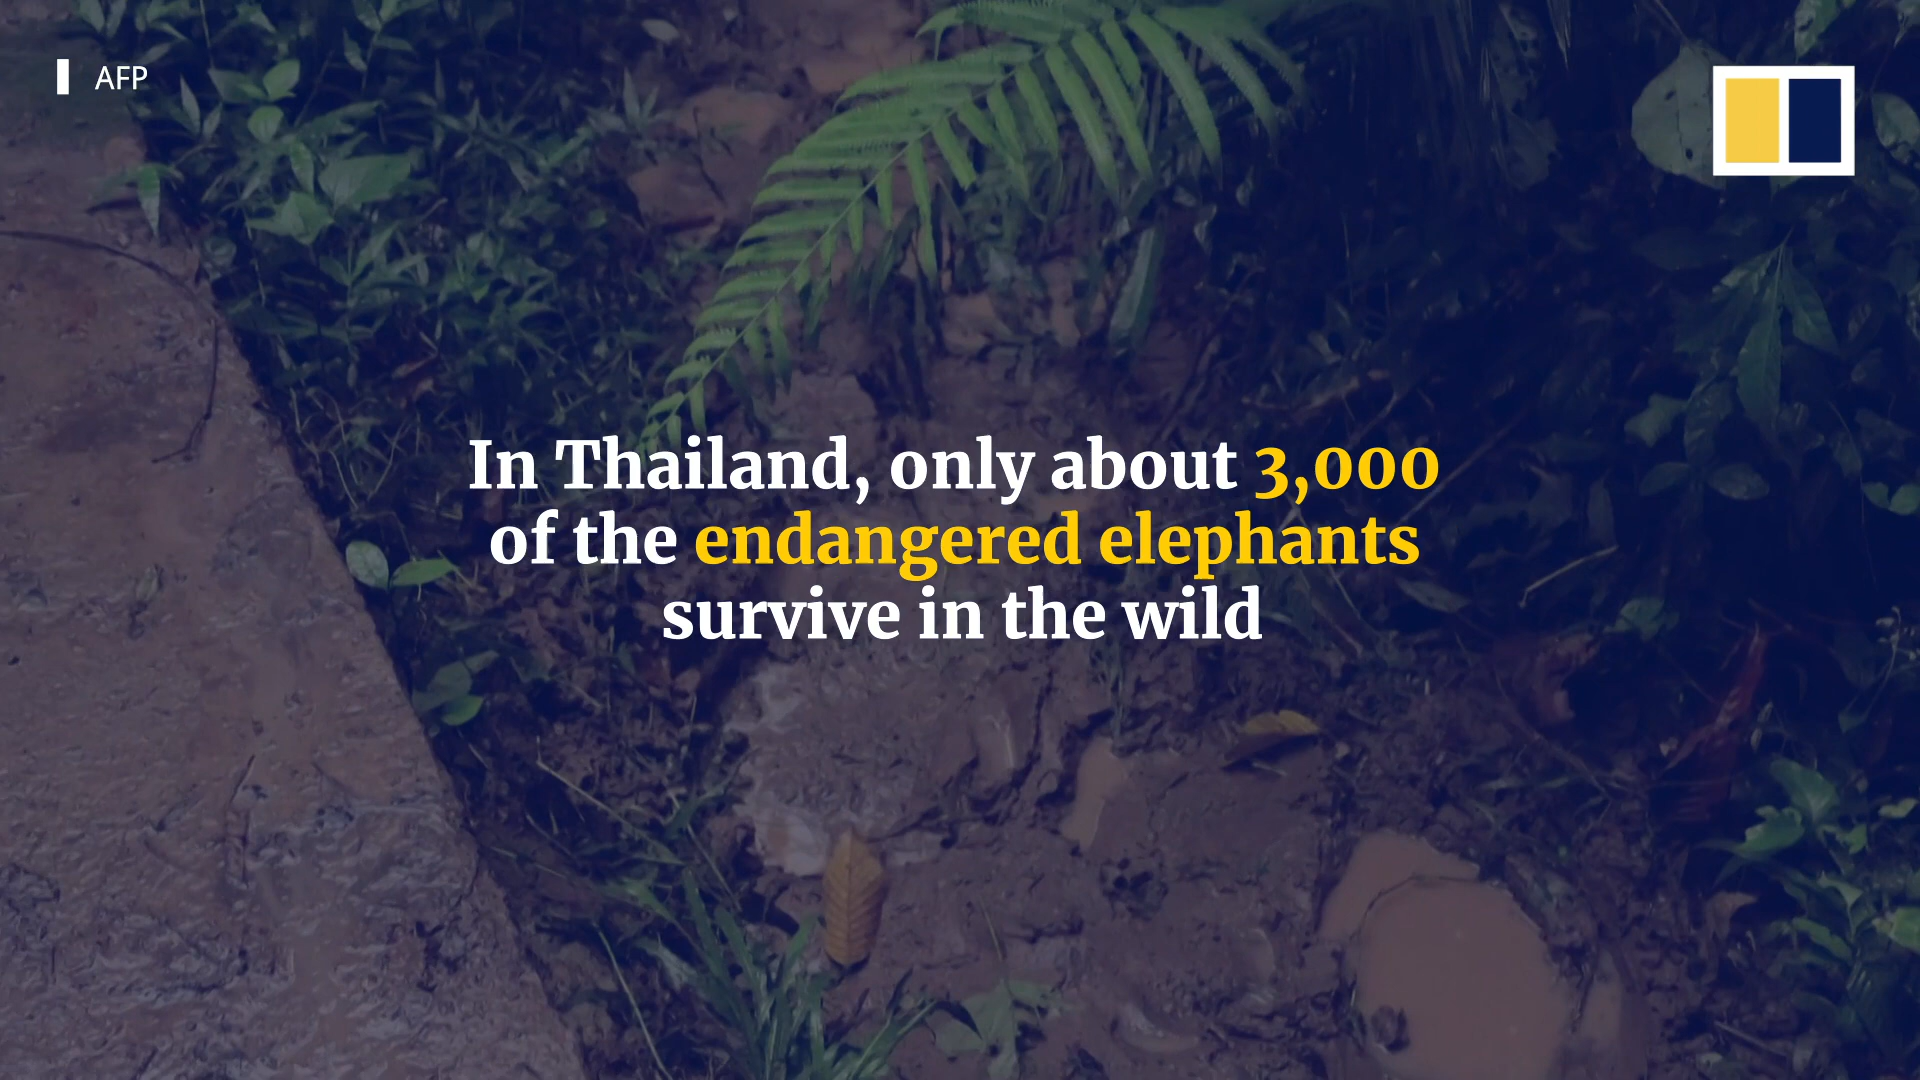 AFP
In Thailand, only about 3,000
of the endangered elephants
survive in the wild